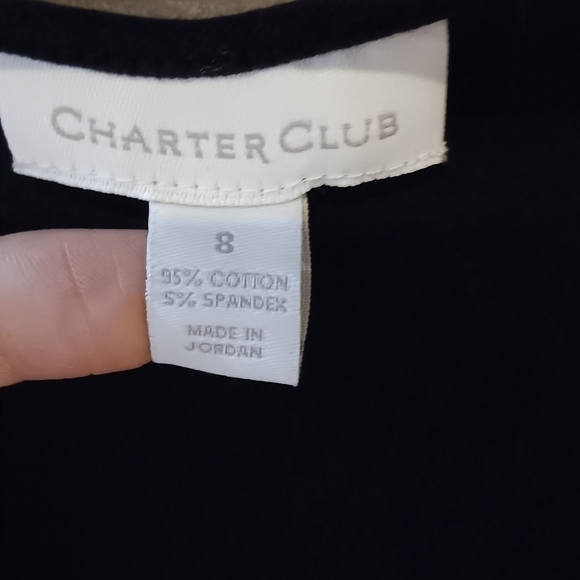 CHARTER CLUB
8
95% COTTON
5% SPANDEX
MADE IN
JORDAN